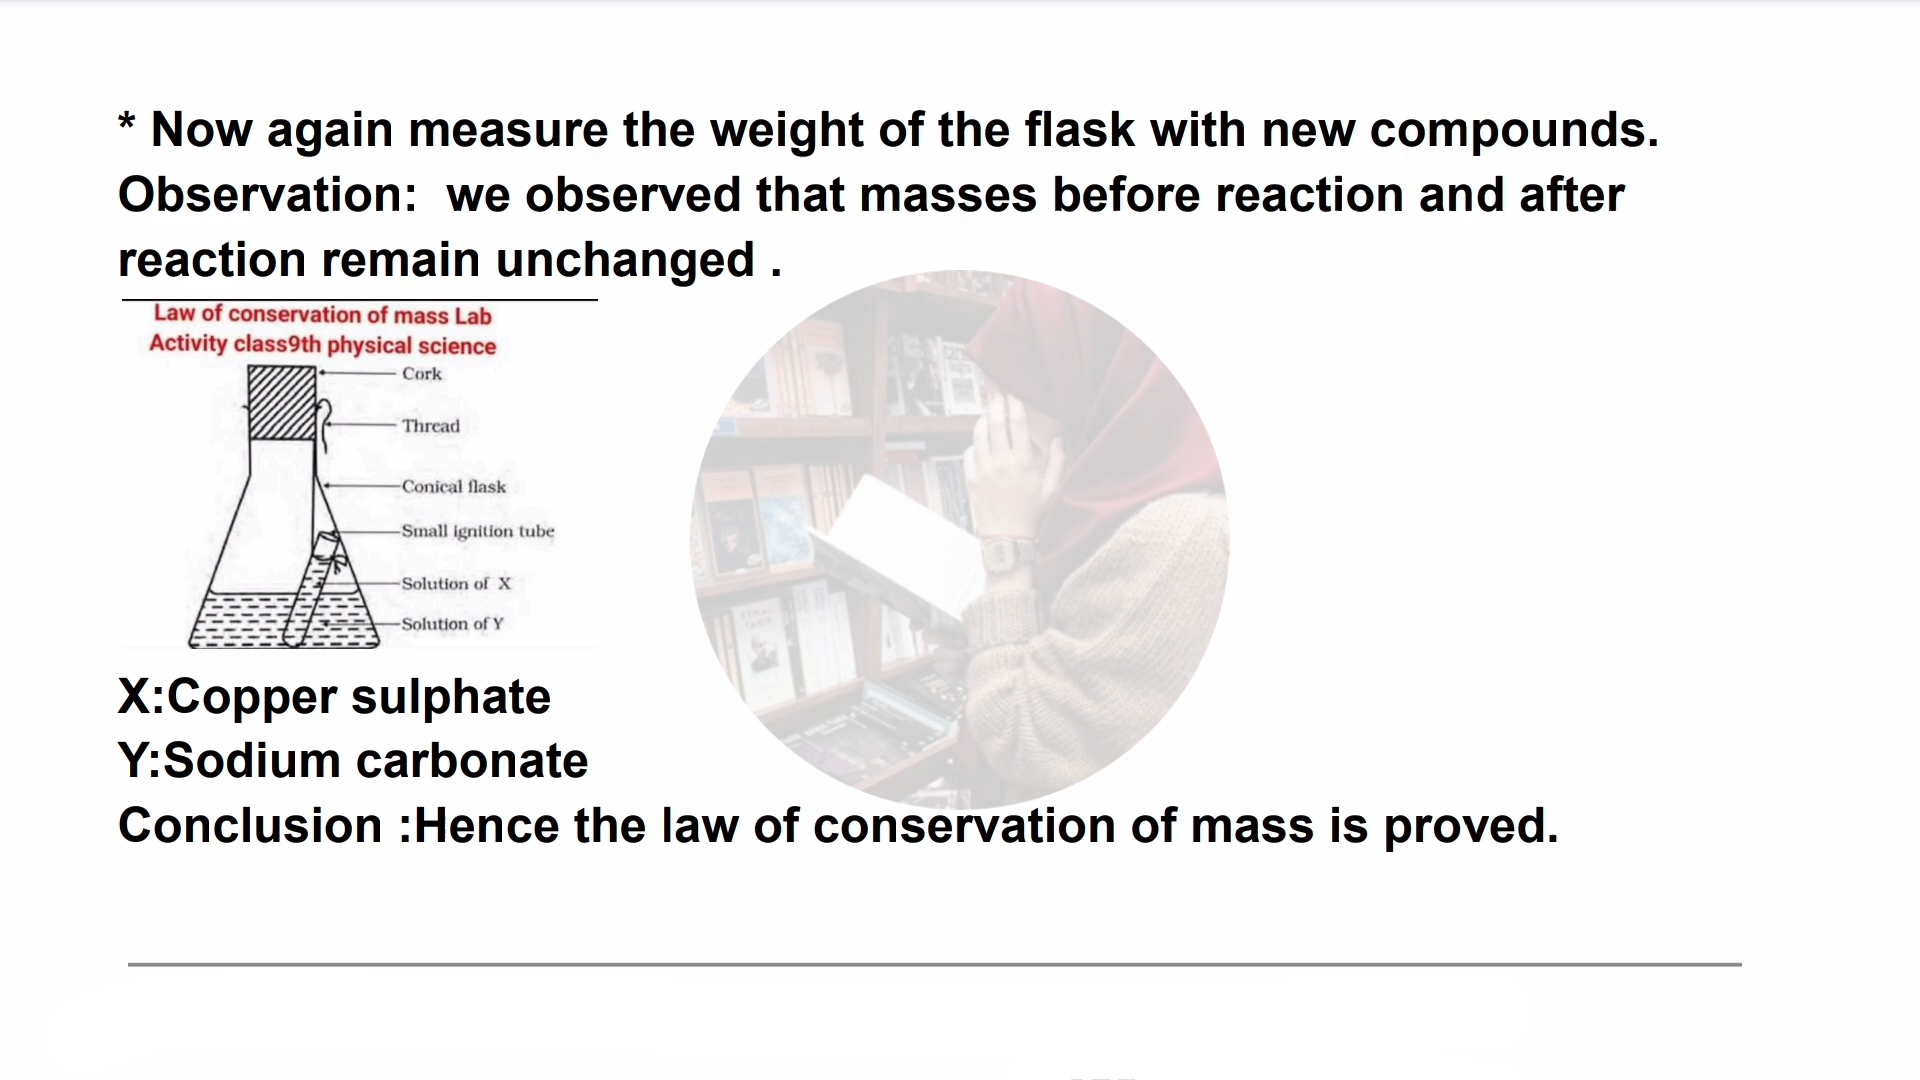 * Now again measure the weight of the flask with new compounds.
Observation:  we observed that masses before reaction and after
reaction remain unchanged .
Law of conservation of mass Lab
Activity class9th physical science
Cork
Thread
Conical flask
Small ignition tube
Solution of X
Solution of Y
X:Copper sulphate
Y:Sodium carbonate
Conclusion :Hence the law of conservation of mass is proved.